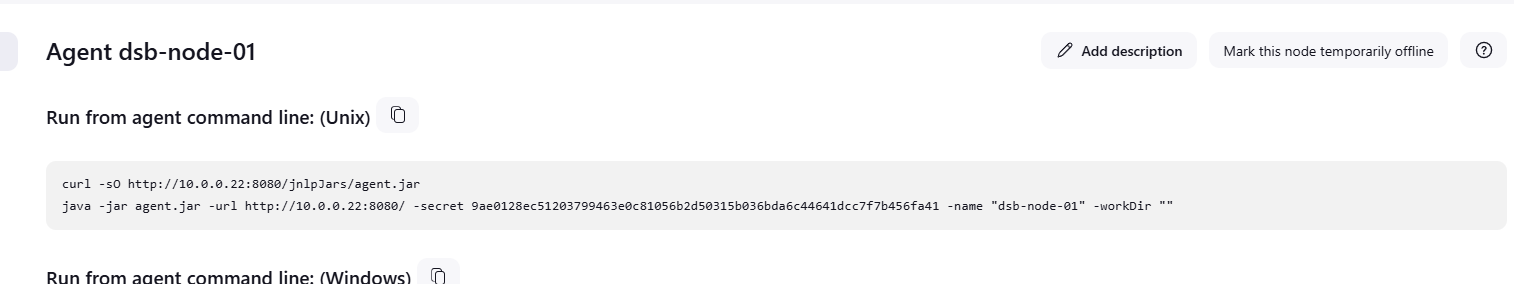 Agent dsb-node-01
Add description
Mark this node temporarily offline
Run from agent command line: (Unix)
curl -sO http://10.0.0.22:8080/jnlpJars/agent.jar
java -jar agent.jar -url http://10.0.0.22:8080/ -secret 9ae0128ec51203799463e0c81056b2d50315b036bda6c44641dcc7f7b456fa41 -name "dsb-node-01" -workDir ""
Run from agent command line: (Windows)